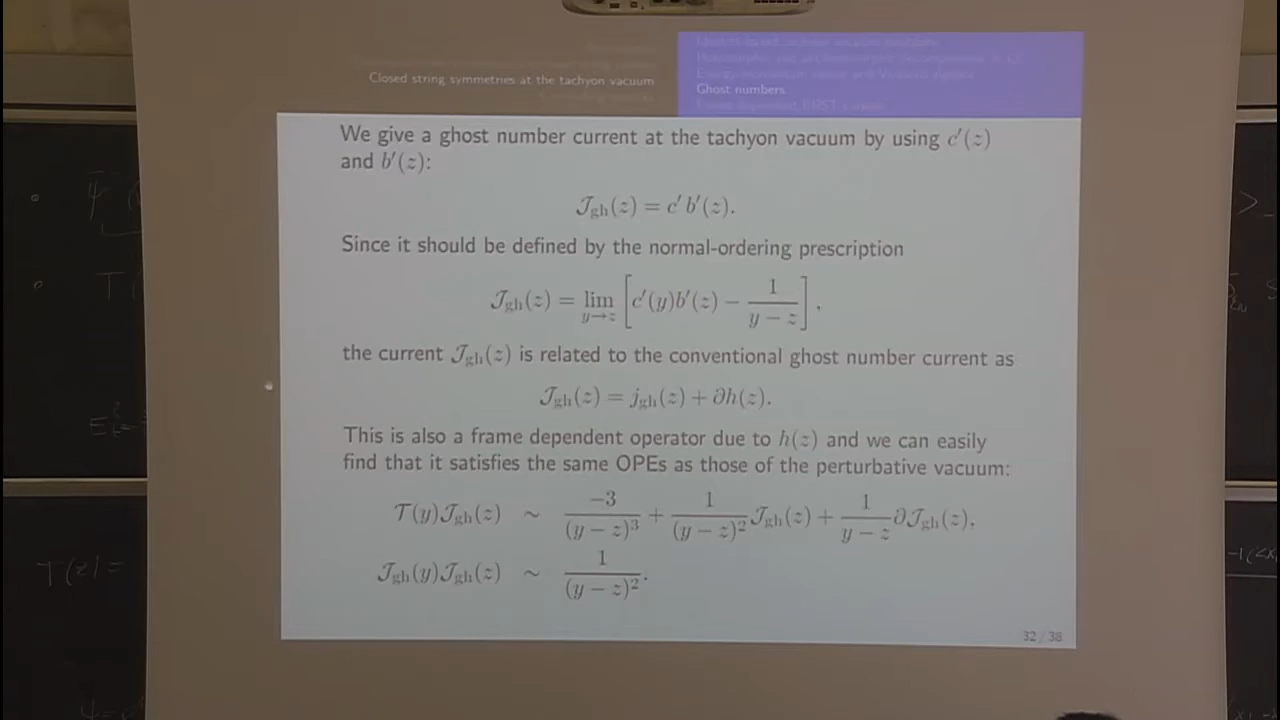 Closed string symmetries at the tachyon vacuum
Ghost numbers
We give a ghost number current at the tachyon vacuum by using c′(z)
and b′(z):
𝒥gh(z) = c′ b′(z).
Since it should be defined by the normal-ordering prescription
𝒥gh(z) = lim y→z [ c′(y)b′(z) − 1/(y − z) ] .
the current 𝒥gh(z) is related to the conventional ghost number current as
𝒥gh(z) = jgh(z) + ∂h(z).
This is also a frame dependent operator due to h(z) and we can easily
find that it satisfies the same OPEs as those of the perturbative vacuum:
𝒯(y)𝒥gh(z) ∼ −3/(y − z)³ + 1/(y − z)² 𝒥gh(z) + 1/(y − z) ∂𝒥gh(z),
𝒥gh(y)𝒥gh(z) ∼ 1/(y − z)².
32 / 38
T(z) =